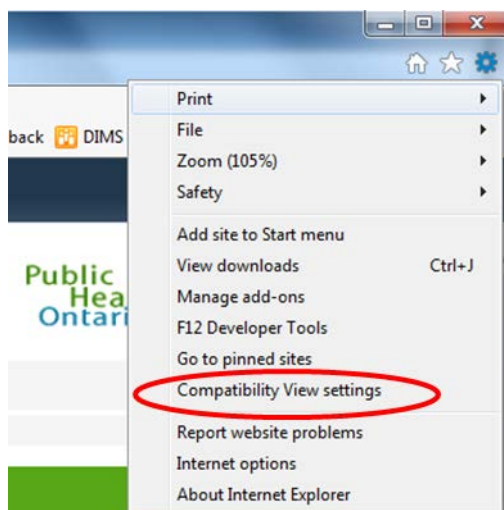 Print
back DIMS
File
Zoom (105%)
Safety
Add site to Start menu
Public
View downloads Ctrl+J
Hea
Manage add-ons
Ontari
F12 Developer Tools
Go to pinned sites
Compatibility View settings
Report website problems
Internet options
About Internet Explorer